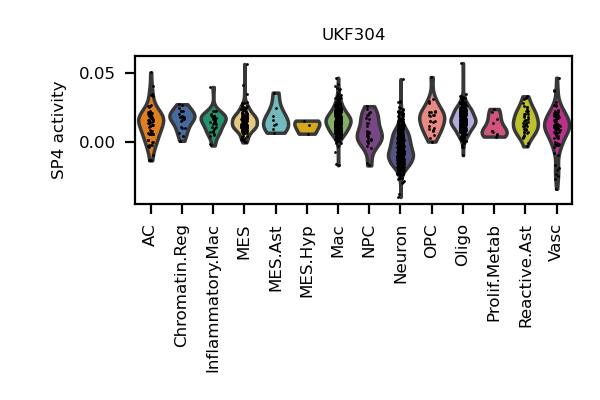 UKF304
SP4 activity
0.05
0.00
AC
Chromatin.Reg
Inflammatory.Mac
MES
MES.Ast
MES.Hyp
Mac
NPC
Neuron
OPC
Oligo
Prolif.Metab
Reactive.Ast
Vasc